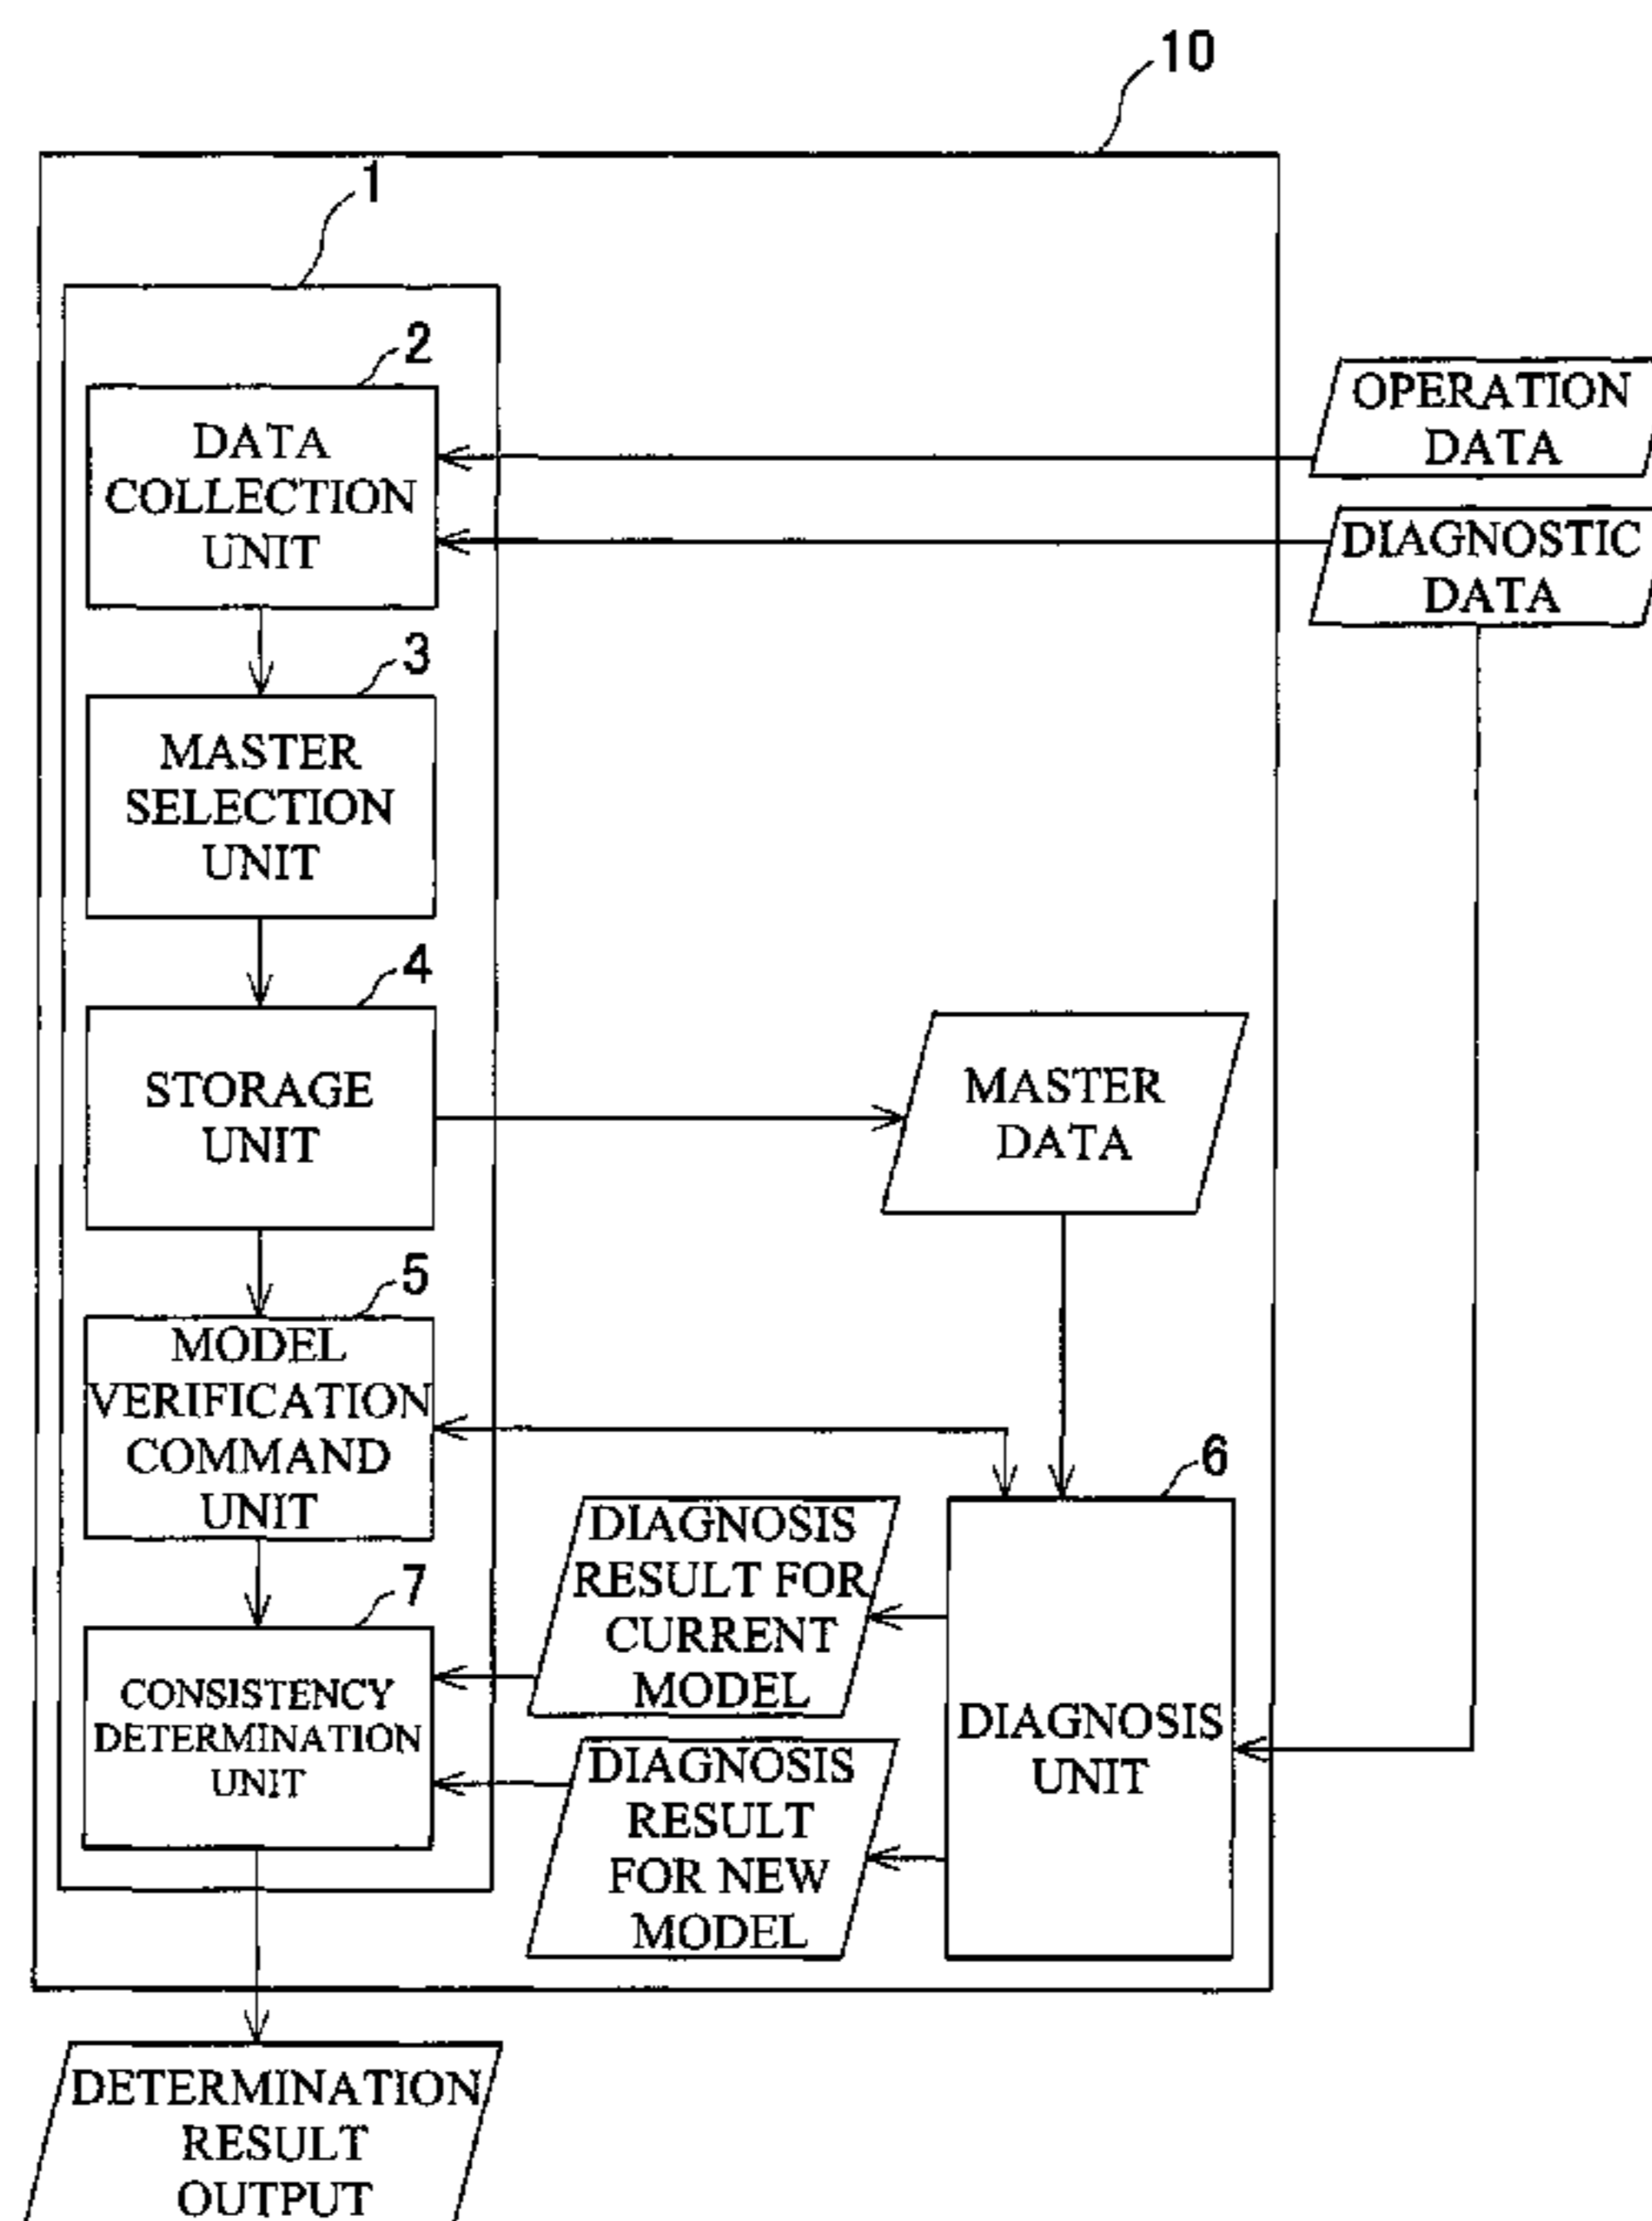 10
1
2
DATA
COLLECTION
UNIT
OPERATION
DATA
DIAGNOSTIC
DATA
3
MASTER
SELECTION
UNIT
4
STORAGE
UNIT
MASTER
DATA
5
MODEL
VERIFICATION
COMMAND
UNIT
6
DIAGNOSIS
RESULT FOR
CURRENT
MODEL
7
CONSISTENCY
DETERMINATION
UNIT
DIAGNOSIS
UNIT
DIAGNOSIS
RESULT
FOR NEW
MODEL
DETERMINATION
RESULT
OUTPUT